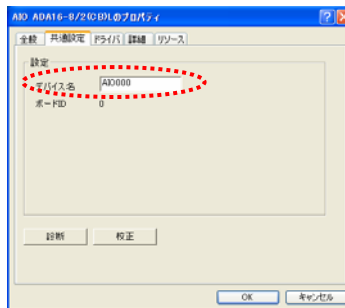 AIO ADA16-8/2(CB)Lのプロパティ
全般 共通設定 ドライバ 詳細 リソース
設定
デバイス名 AIO000
ボードID 0
診断 校正
OK キャンセル